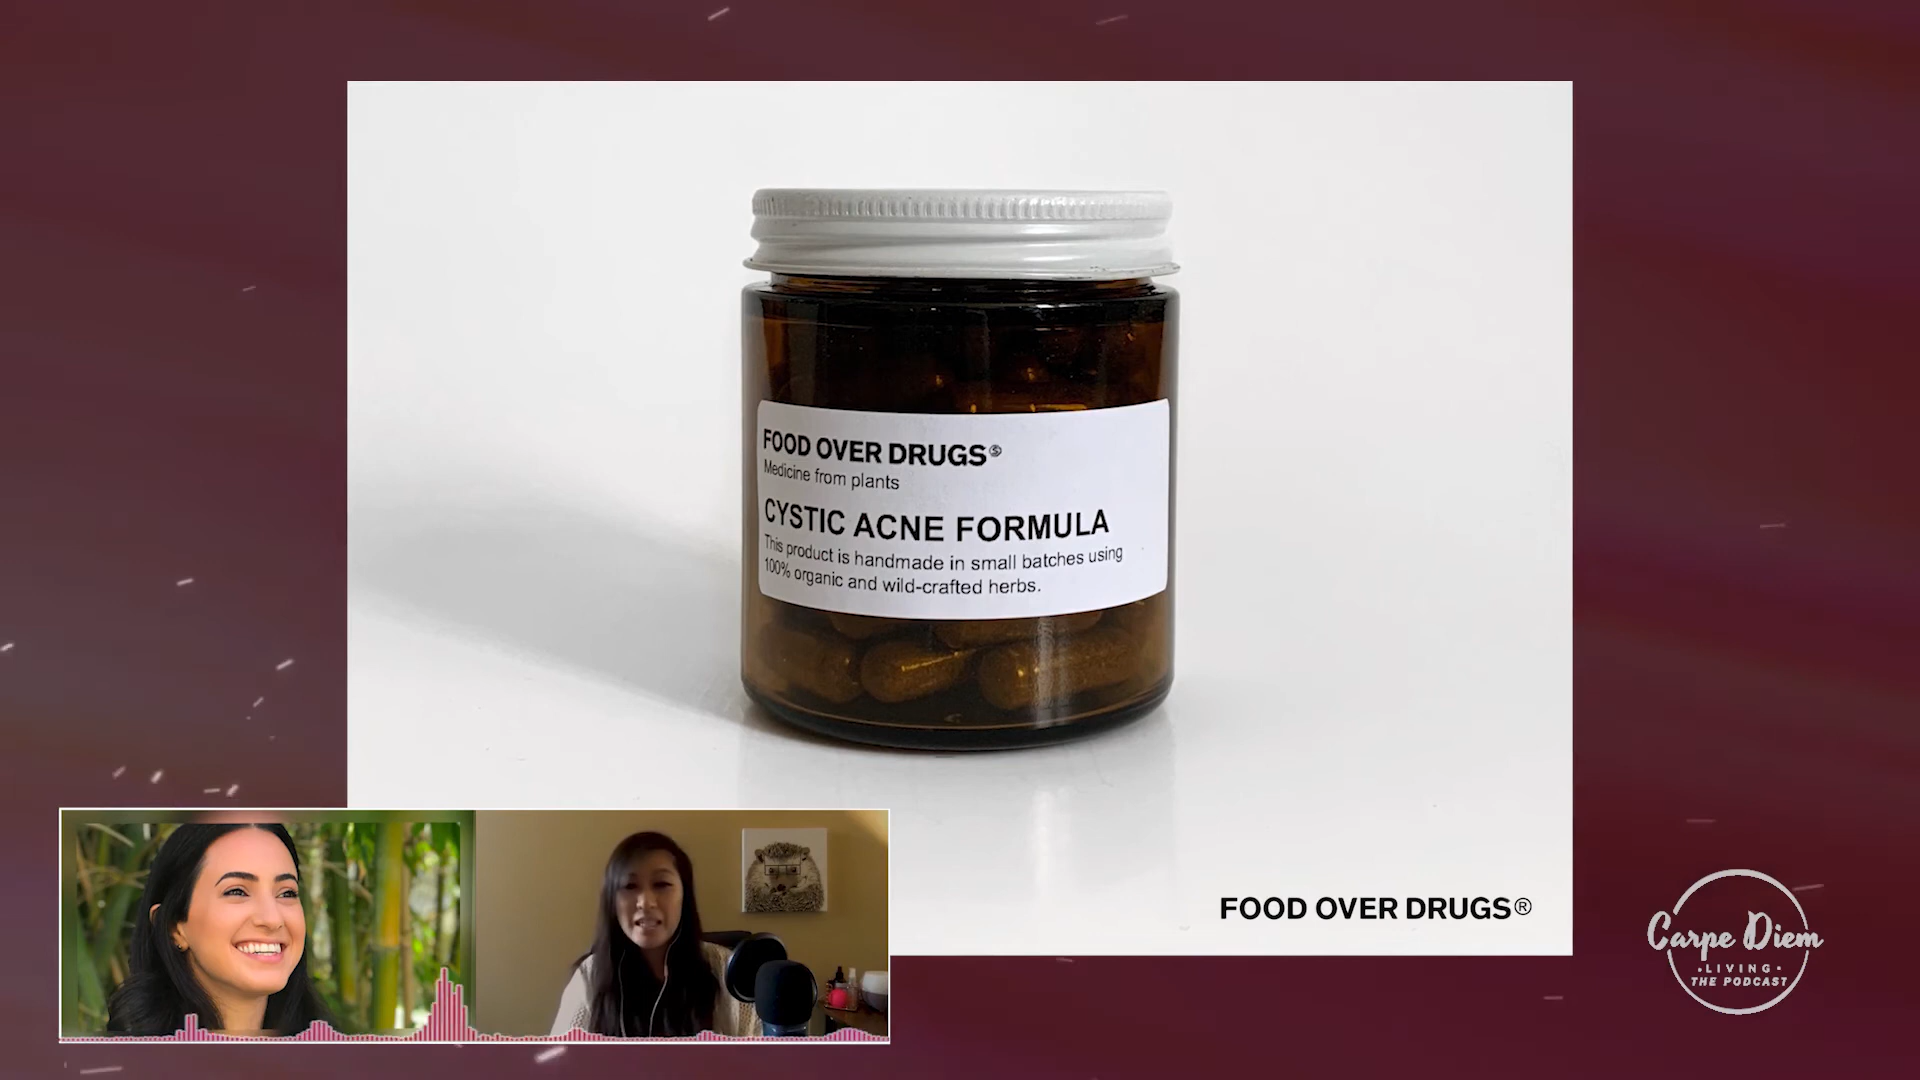 FOOD OVER DRUGS®
Medicine from plants
CYSTIC ACNE FORMULA
This product is handmade in small batches using
100% organic and wild-crafted herbs.
FOOD OVER DRUGS®
Carpe Diem
•LIVING•
THE PODCAST